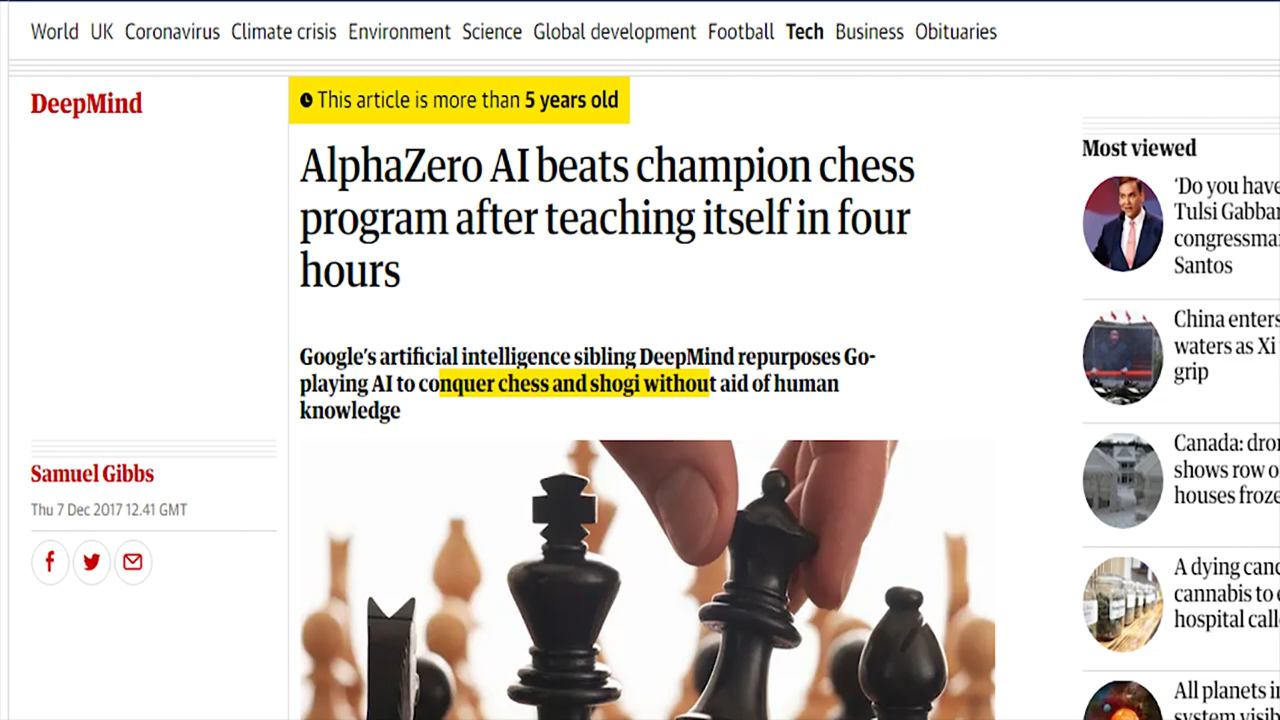 World UK Coronavirus Climate crisis Environment Science Global development Football Tech Business Obituaries
DeepMind
This article is more than 5 years old
AlphaZero AI beats champion chess
program after teaching itself in four
hours
Google's artificial intelligence sibling DeepMind repurposes Go-
playing AI to conquer chess and shogi without aid of human
knowledge
Samuel Gibbs
Thu 7 Dec 2017 12.41 GMT
Most viewed
'Do you have
Tulsi Gabba
congressma
Santos
China enters
waters as Xi
grip
Canada: dro
shows row o
houses froze
A dying canc
cannabis to
hospital call
All planets i
system visib